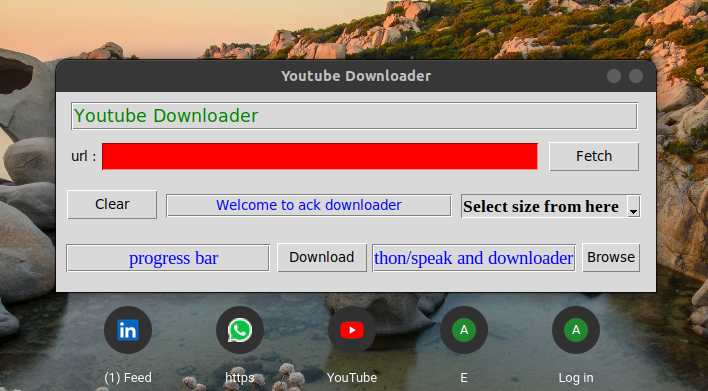 Youtube Downloader
Youtube Downloader
url :
Fetch
Clear
Welcome to ack downloader
Select size from here
progress bar
Download
thon/speak and downloader
Browse
in
A
A
(1) Feed
https
YouTube
E
Log in